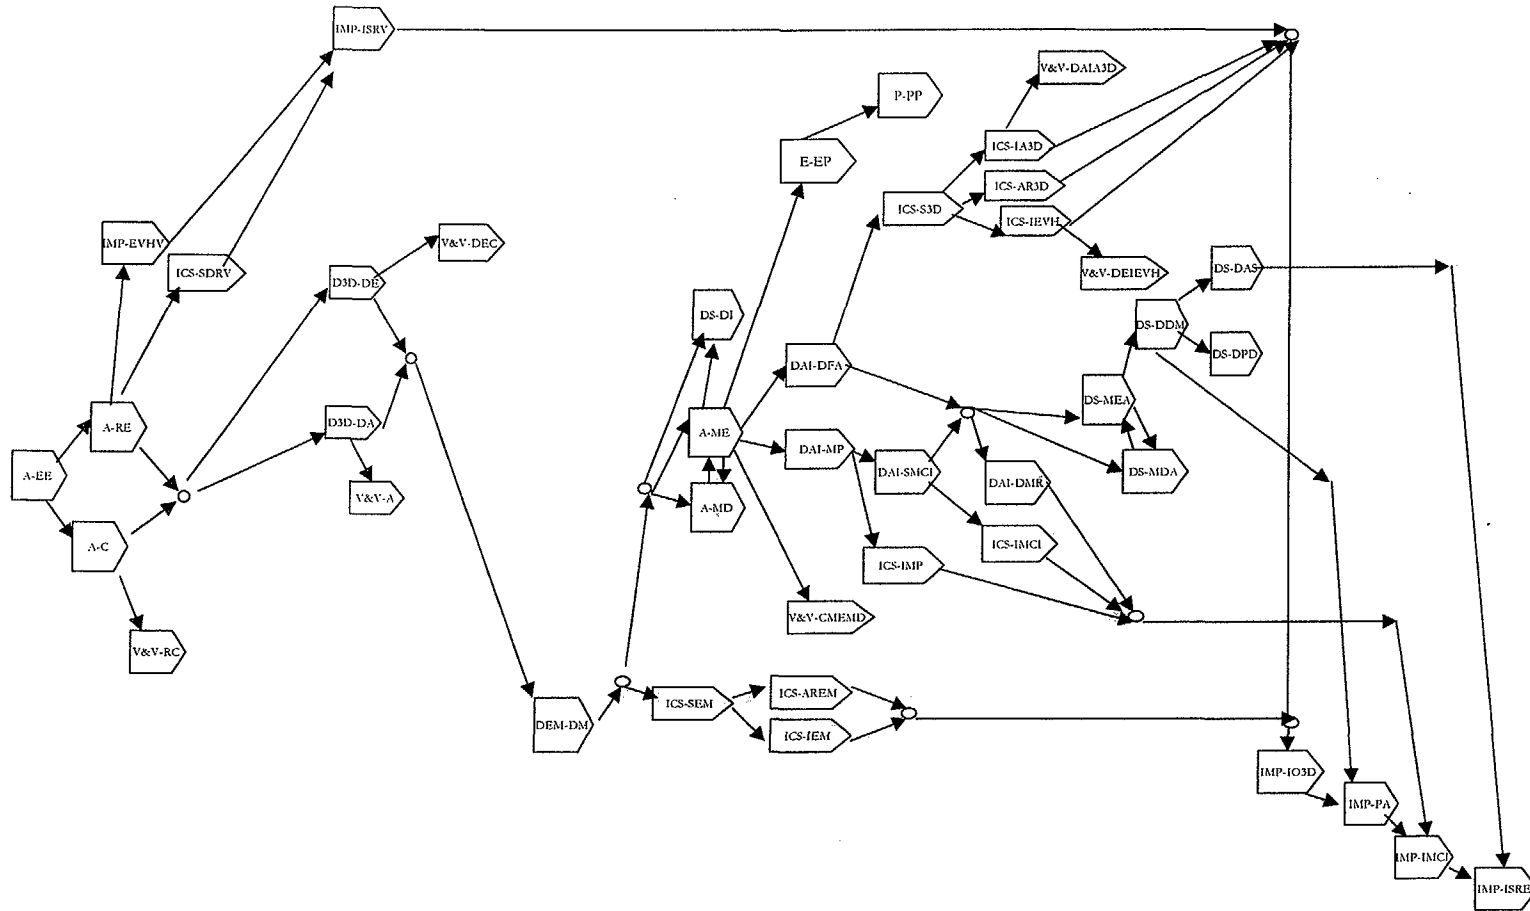 IMP-ISRV
V&V-DAIA3D
P-PP
E-EP
ICS-IA3D
ICS-AR3D
ICS-S3D
ICS-IEVH
IMP-EVHV
V&V-DEC
ICS-SDRV
V&V-DEIEVH
DS-DAS
D3D-DE
DS-DI
DS-DDM
DS-DPD
DAI-DFA
DS-MEA
A-RE
D3D-DA
A-ME
DAI-MP
DAI-SMCI
DS-MDA
A-EE
DAI-DMR
V&V-A
A-MD
A-C
ICS-IMCI
ICS-IMP
V&V-CMEMD
V&V-RC
ICS-AREM
ICS-SEM
DEM-DM
ICS-IEM
IMP-IO3D
IMP-PA
IMP-IMCI
IMP-ISRE